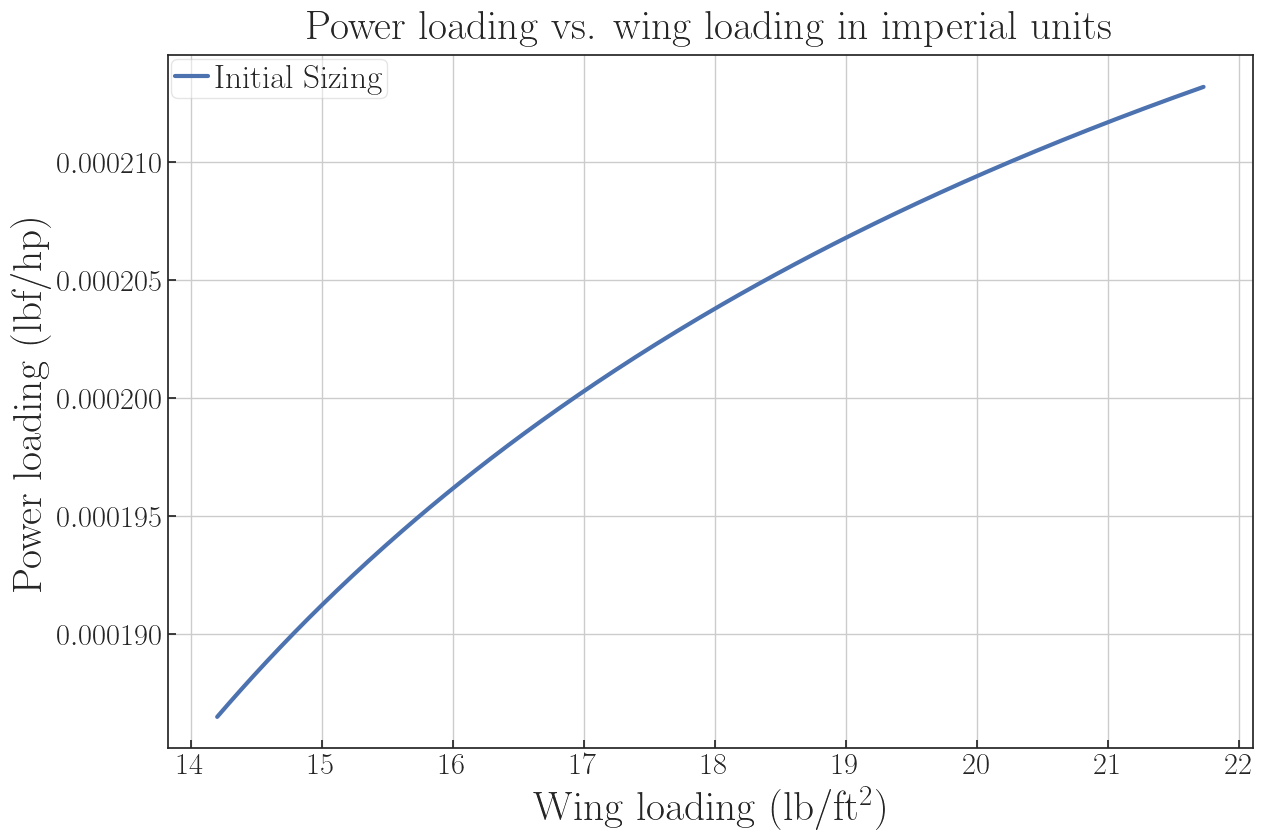 Power loading vs. wing loading in imperial units
Initial Sizing
Power loading (lbf/hp)
0.000210
0.000205
0.000200
0.000195
0.000190
14 15 16 17 18 19 20 21 22
Wing loading (lb/ft²)